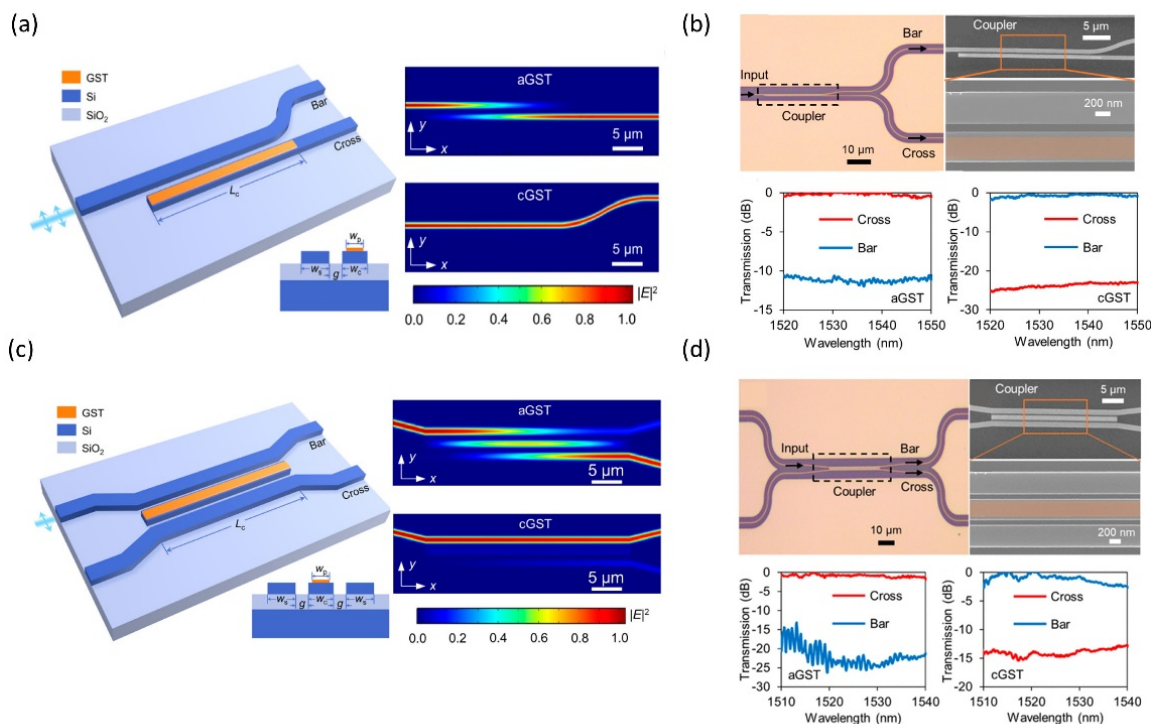 (a)
GST
Si
SiO2
Bar
Cross
Lc
wp
ws
g
wc
aGST
y
x
5 µm
cGST
y
x
5 µm
|E|²
0.0 0.2 0.4 0.6 0.8 1.0
(b)
Bar
Input
Coupler
10 µm
Cross
Coupler
5 µm
200 nm
Transmission (dB)
0
-5
-10
-15
Cross
Bar
aGST
1520 1530 1540 1550
Wavelength (nm)
Transmission (dB)
0
-5
-10
-15
-20
-25
-30
Cross
Bar
cGST
1520 1530 1540 1550
Wavelength (nm)
(c)
GST
Si
SiO2
Bar
Cross
Lc
wp
ws
g
wc
g
ws
aGST
y
x
5 µm
cGST
y
x
5 µm
|E|²
0.0 0.2 0.4 0.6 0.8 1.0
(d)
Input
Bar
Coupler
Cross
10 µm
Coupler
5 µm
200 nm
Transmission (dB)
0
-5
-10
-15
-20
-25
-30
Cross
Bar
aGST
1510 1520 1530 1540
Wavelength (nm)
Transmission (dB)
0
-5
-10
-15
-20
Cross
Bar
cGST
1510 1520 1530 1540
Wavelength (nm)